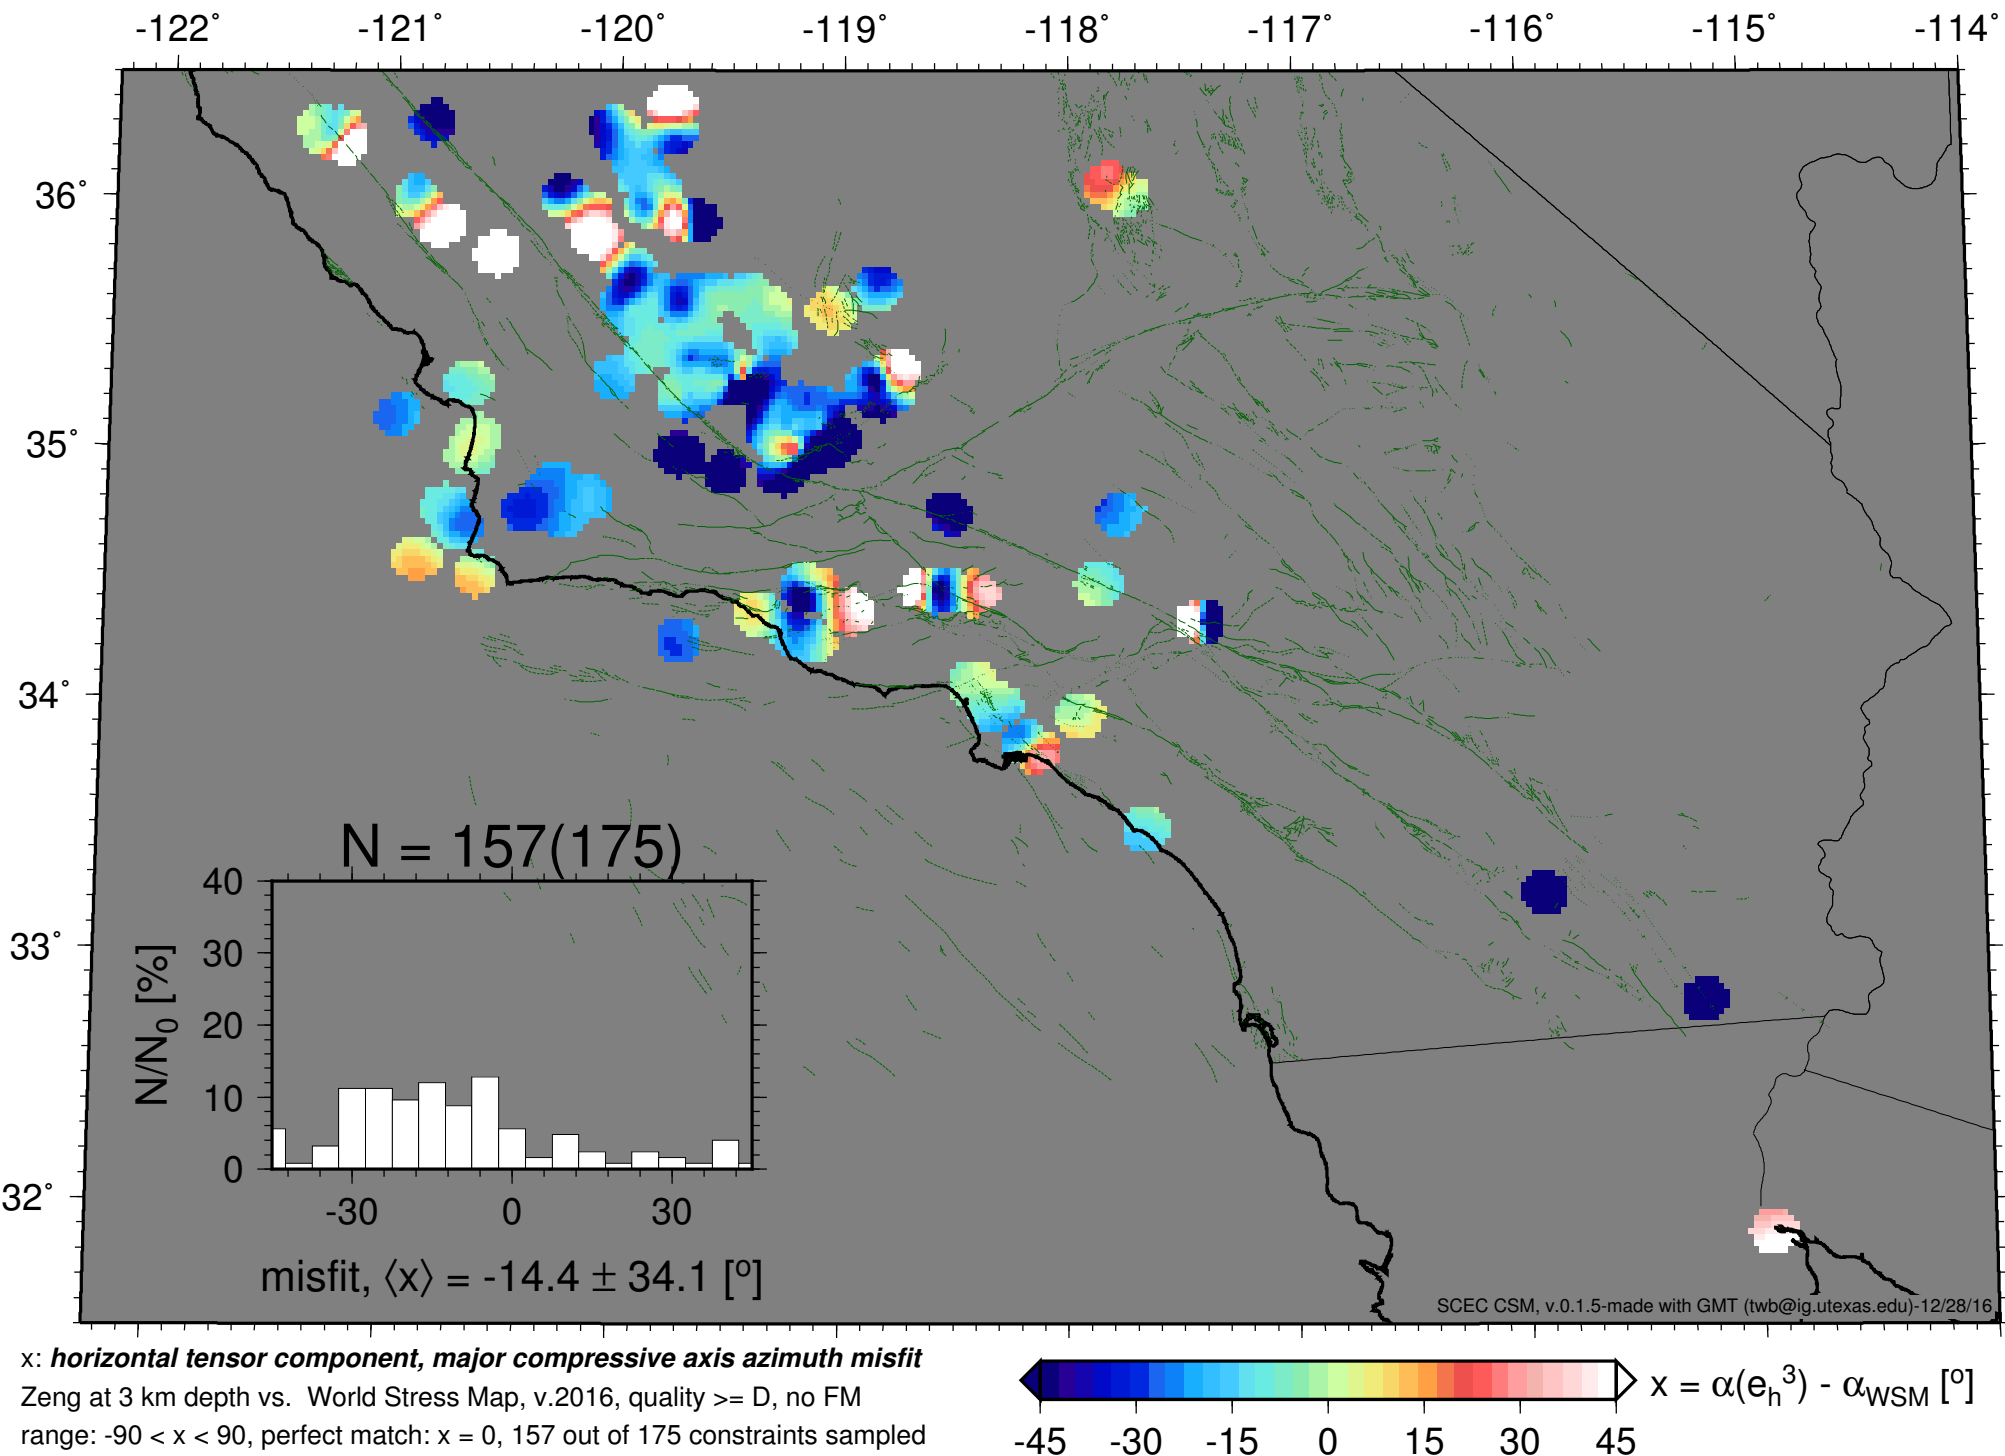 -122˚ -121˚ -120˚ -119˚ -118˚ -117˚ -116˚ -115˚ -114˚
36˚
35˚
34˚
33˚
32˚
N = 157(175)
40
30
20
10
0
N/N0 [%]
-30 0 30
misfit, ⟨x⟩ = -14.4 ± 34.1 [º]
SCEC CSM, v.0.1.5-made with GMT (twb@ig.utexas.edu)-12/28/16
x: horizontal tensor component, major compressive axis azimuth misfit
Zeng at 3 km depth vs. World Stress Map, v.2016, quality >= D, no FM
range: -90 < x < 90, perfect match: x = 0, 157 out of 175 constraints sampled
x = α(eh3) - αWSM [º]
-45 -30 -15 0 15 30 45